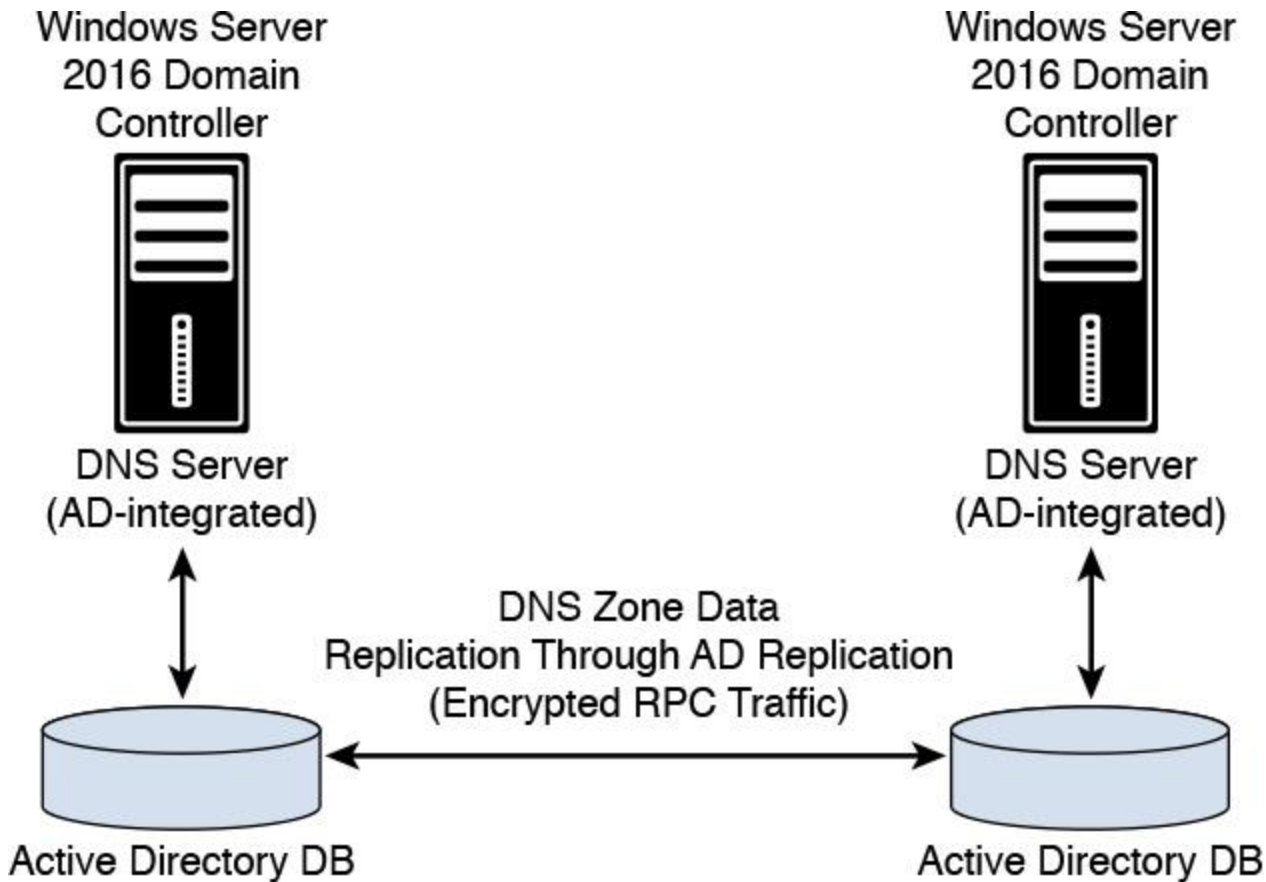 Windows Server
2016 Domain
Controller
Windows Server
2016 Domain
Controller
DNS Server
(AD-integrated)
DNS Server
(AD-integrated)
DNS Zone Data
Replication Through AD Replication
(Encrypted RPC Traffic)
Active Directory DB
Active Directory DB